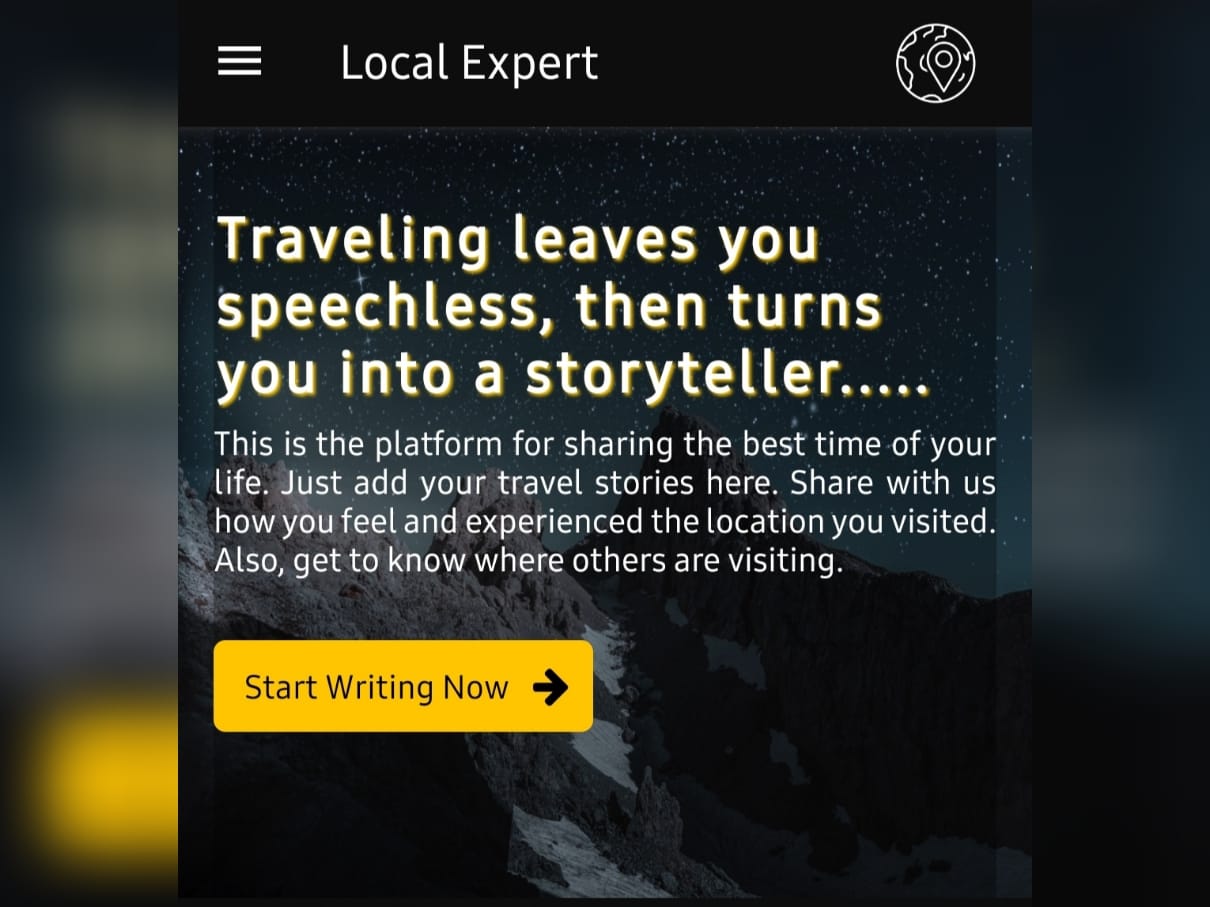 Local Expert
Traveling leaves you
speechless, then turns
you into a storyteller.....
This is the platform for sharing the best time of your
life. Just add your travel stories here. Share with us
how you feel and experienced the location you visited.
Also, get to know where others are visiting.
Start Writing Now